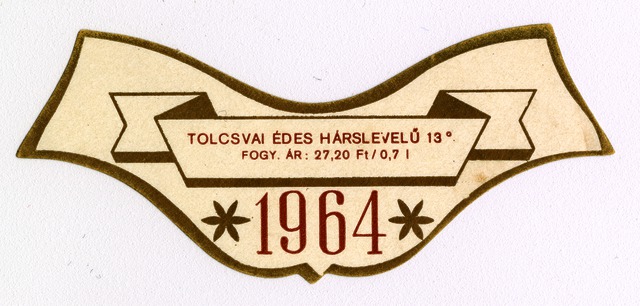 TOLCSVAI ÉDES HÁRSLEVELŰ 13°.
FOGY. ÁR: 27,20 Ft/0,7 l
1964